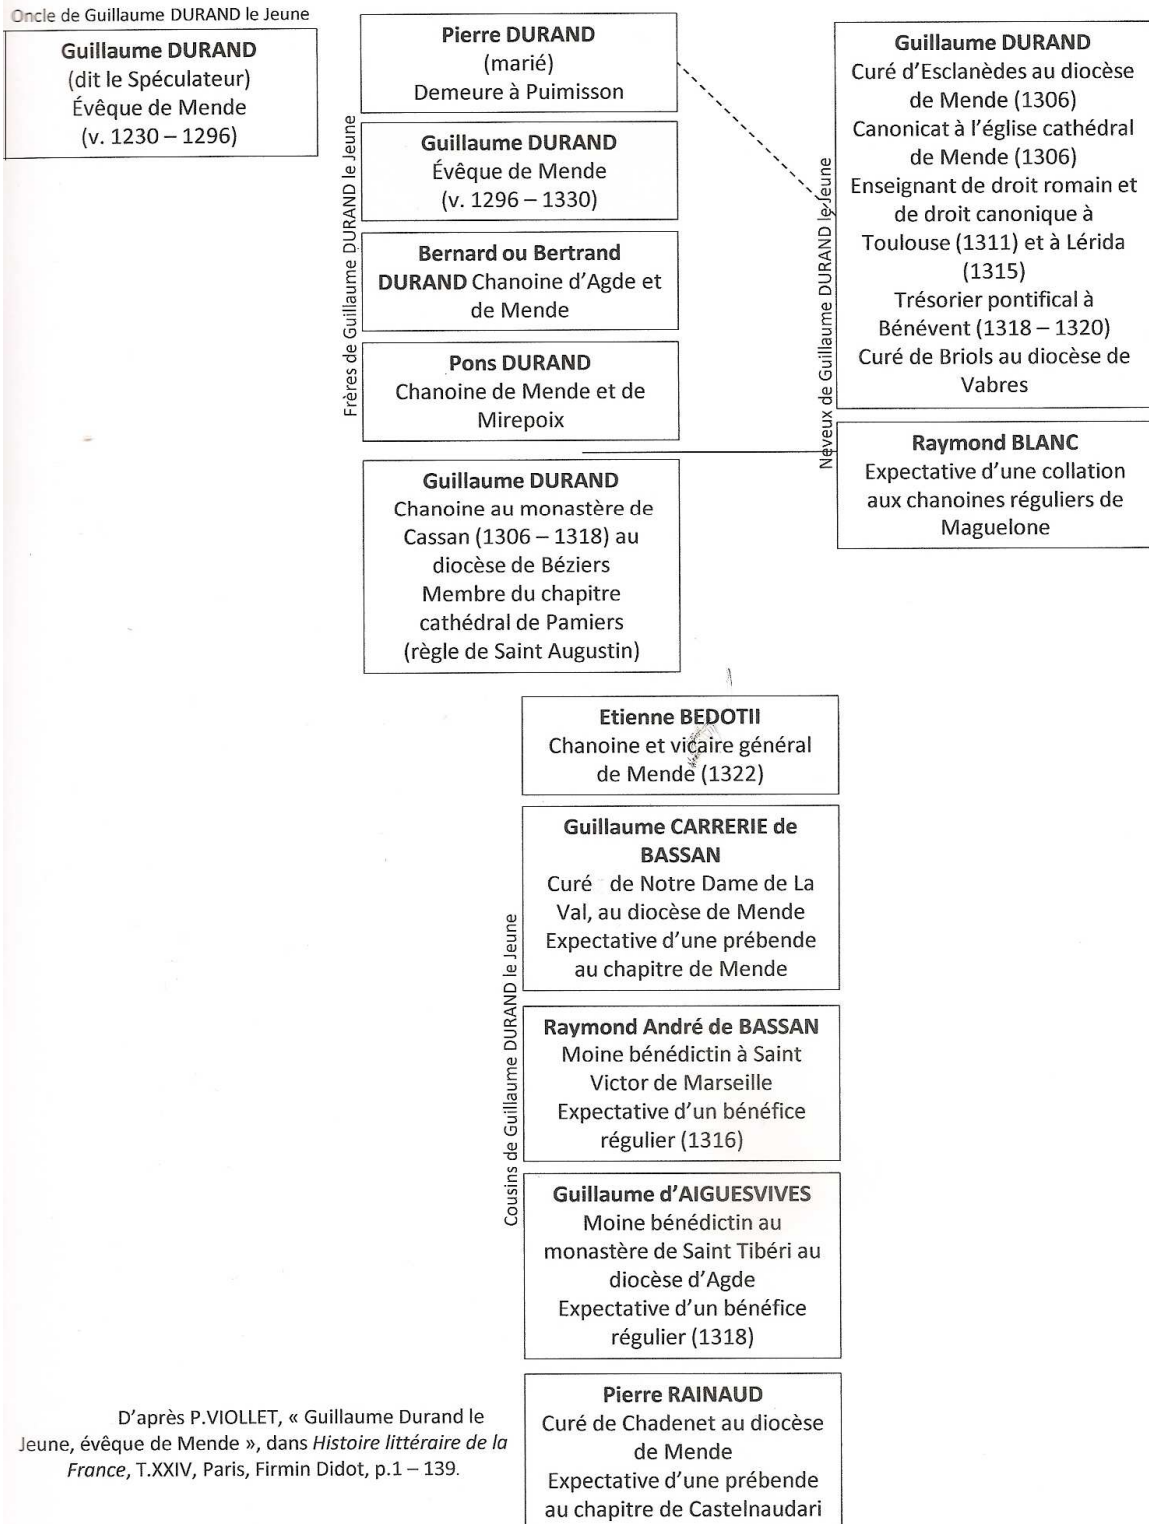 Oncle de Guillaume DURAND le Jeune
Guillaume DURAND
(dit le Spéculateur)
Évêque de Mende
(v. 1230 – 1296)
Frères de Guillaume DURAND le Jeune
Pierre DURAND
(marié)
Demeure à Puimisson
Guillaume DURAND
Évêque de Mende
(v. 1296 – 1330)
Bernard ou Bertrand
DURAND Chanoine d'Agde et
de Mende
Pons DURAND
Chanoine de Mende et de
Mirepoix
Guillaume DURAND
Chanoine au monastère de
Cassan (1306 – 1318) au
diocèse de Béziers
Membre du chapitre
cathédral de Pamiers
(règle de Saint Augustin)
Neveux de Guillaume DURAND le Jeune
Guillaume DURAND
Curé d'Esclanèdes au diocèse
de Mende (1306)
Canonicat à l'église cathédral
de Mende (1306)
Enseignant de droit romain et
de droit canonique à
Toulouse (1311) et à Lérida
(1315)
Trésorier pontifical à
Bénévent (1318 – 1320)
Curé de Briols au diocèse de
Vabres
Raymond BLANC
Expectative d'une collation
aux chanoines réguliers de
Maguelone
Cousins de Guillaume DURAND le Jeune
Etienne BEDOTII
Chanoine et vicaire général
de Mende (1322)
Guillaume CARRERIE de
BASSAN
Curé de Notre Dame de La
Val, au diocèse de Mende
Expectative d'une prébende
au chapitre de Mende
Raymond André de BASSAN
Moine bénédictin à Saint
Victor de Marseille
Expectative d'un bénéfice
régulier (1316)
Guillaume d'AIGUESVIVES
Moine bénédictin au
monastère de Saint Tibéri au
diocèse d'Agde
Expectative d'un bénéfice
régulier (1318)
Pierre RAINAUD
Curé de Chadenet au diocèse
de Mende
Expectative d'une prébende
au chapitre de Castelnaudari
D'après P.VIOLLET, « Guillaume Durand le
Jeune, évêque de Mende », dans Histoire littéraire de la
France, T.XXIV, Paris, Firmin Didot, p.1 – 139.